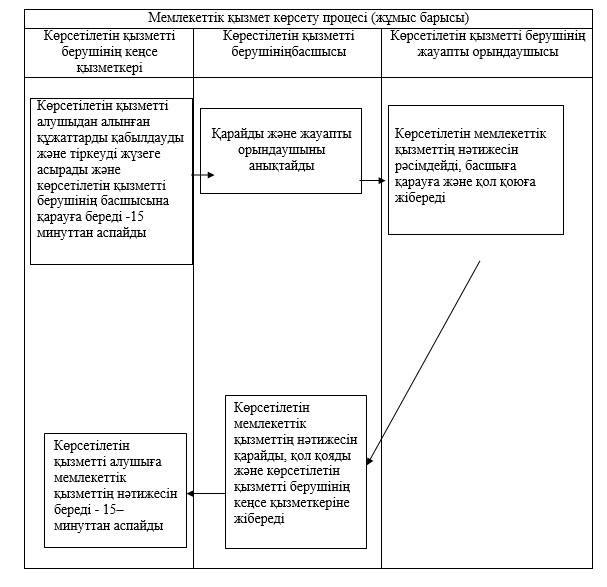 Мемлекеттік қызмет көрсету процесі (жұмыс барысы)
Көрсетілетін қызметті
берушінің кеңсе
қызметкері
Көрестілетін қызметті
берушініңбасшысы
Көрсетілетін қызметті берушінің
жауапты орындаушысы
Көрсетілетін қызметті
алушыдан алынған
құжаттарды қабылдауды
және тіркеуді жүзеге
асырады және
көрсетілетін қызметті
берушінің басшысына
қарауға береді -15
минуттан аспайды
Қарайды және жауапты
орындаушыны
анықтайды
Көрсетілетін мемлекеттік
қызметтің нәтижесін
рәсімдейді, басшыға
қарауға және қол қоюға
жібереді
Көрсетілетін
мемлекеттік
қызметтің нәтижесін
қарайды, қол қояды
және көрсетілетін
қызметті берушінің
кеңсе қызметкеріне
жібереді
Көрсетілетін
қызметті алушыға
мемлекеттік
қызметтің нәтижесін
береді - 15–
минуттан аспайды